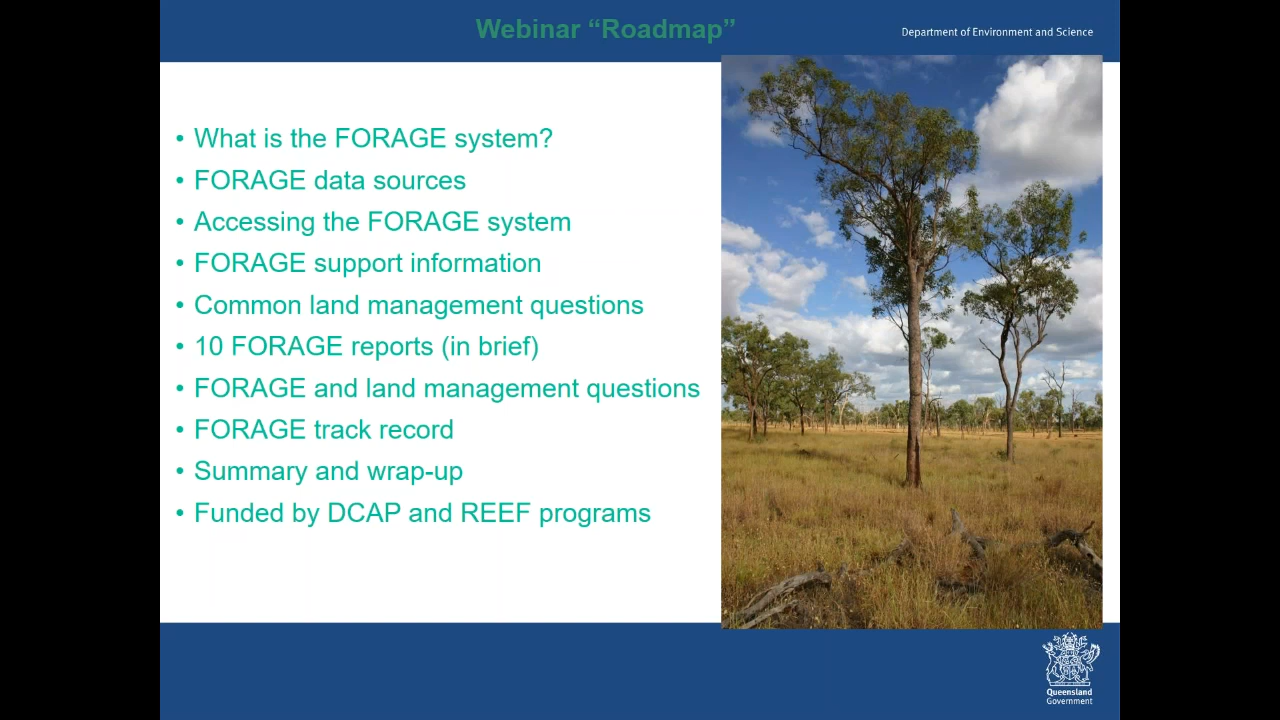 Webinar “Roadmap”
Department of Environment and Science
• What is the FORAGE system?
• FORAGE data sources
• Accessing the FORAGE system
• FORAGE support information
• Common land management questions
• 10 FORAGE reports (in brief)
• FORAGE and land management questions
• FORAGE track record
• Summary and wrap-up
• Funded by DCAP and REEF programs
Queensland
Government